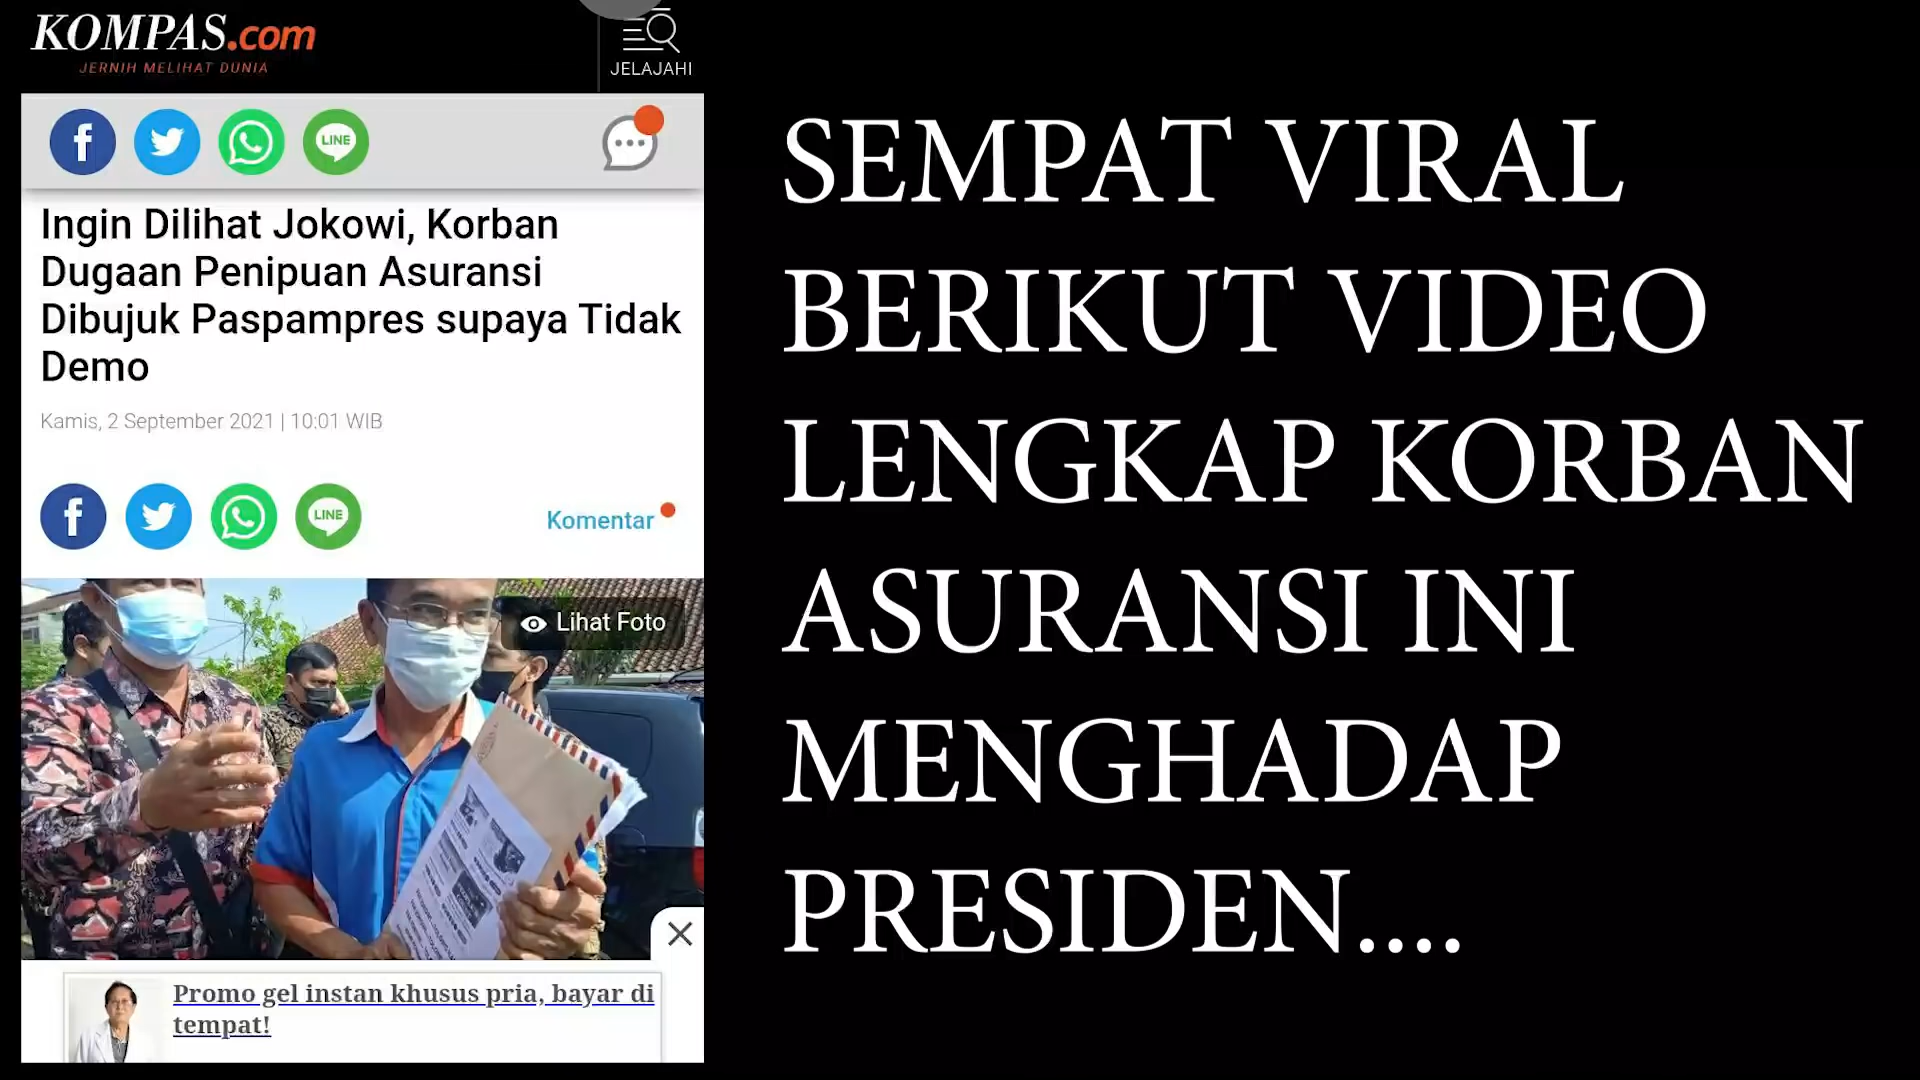 KOMPAS.com
JERNIH MELIHAT DUNIA
JELAJAHI
LINE
Ingin Dilihat Jokowi, Korban
Dugaan Penipuan Asuransi
Dibujuk Paspampres supaya Tidak
Demo
Kamis, 2 September 2021 | 10:01 WIB
LINE
Komentar
Lihat Foto
Promo gel instan khusus pria, bayar di
tempat!
SEMPAT VIRAL
BERIKUT VIDEO
LENGKAP KORBAN
ASURANSI INI
MENGHADAP
PRESIDEN....